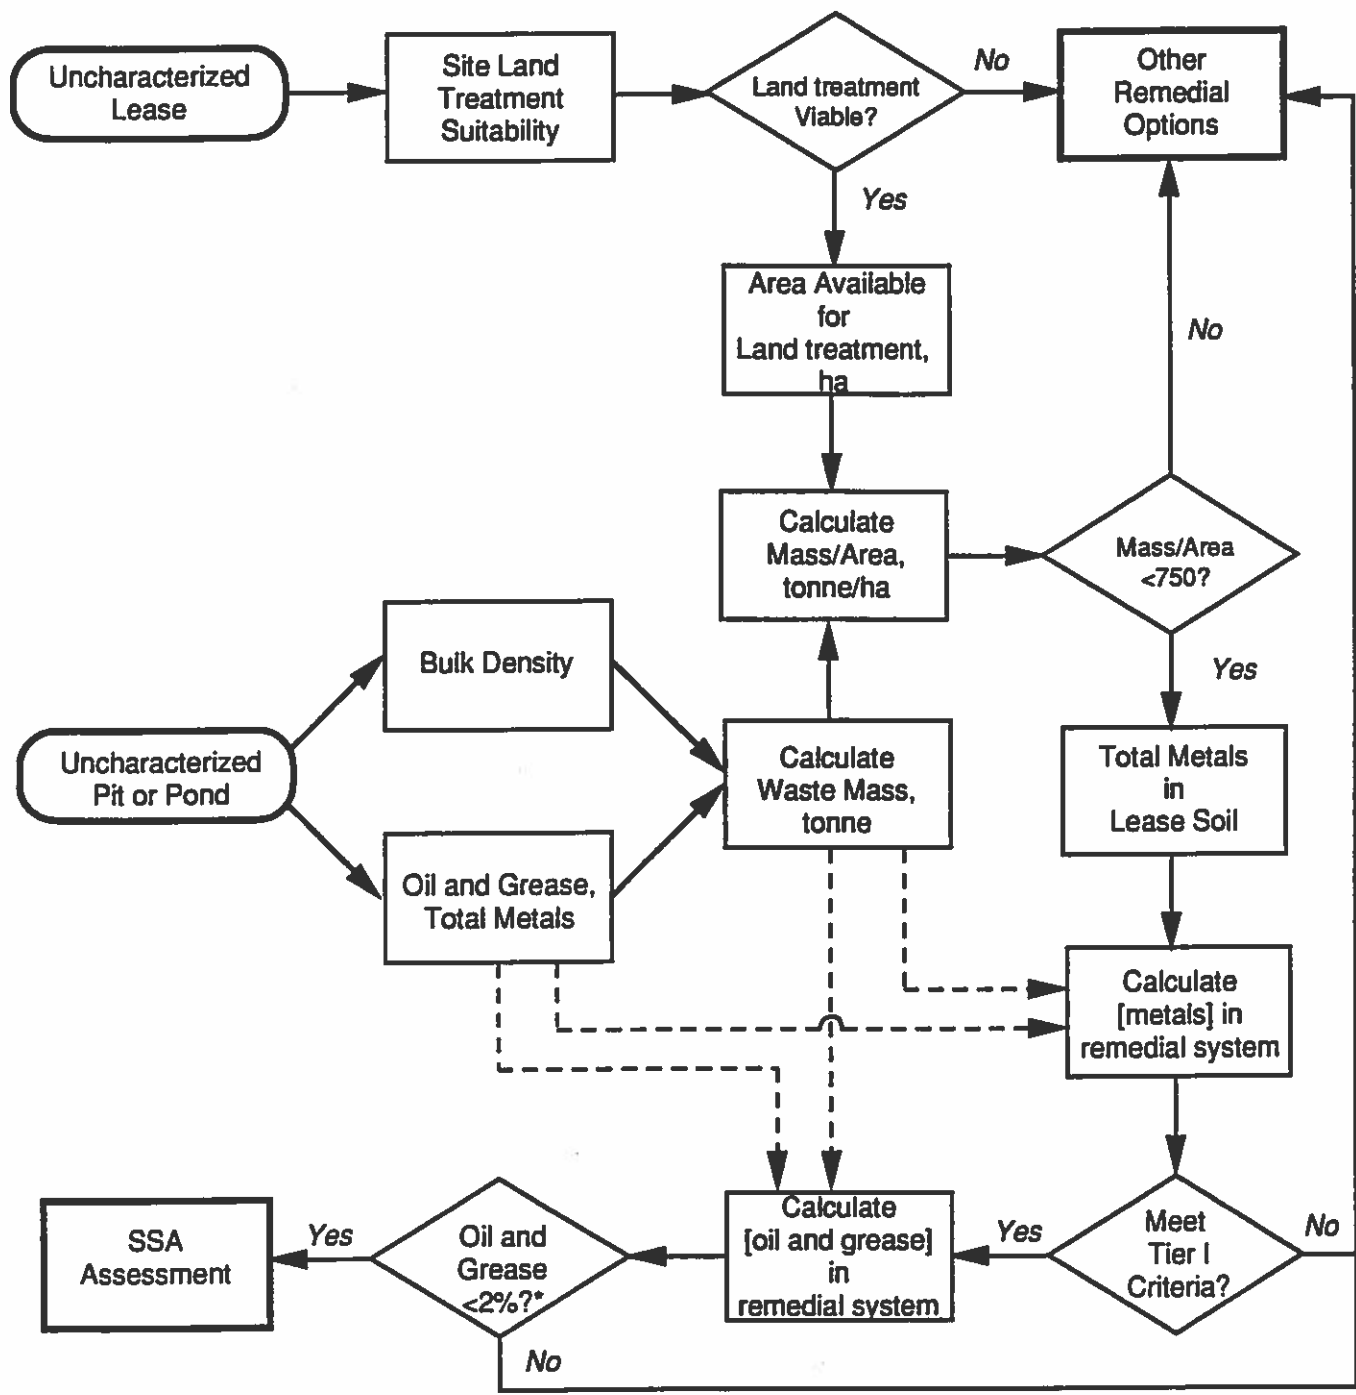 Uncharacterized
Lease
Site Land
Treatment
Suitability
Land treatment
Viable?
No
Other
Remedial
Options
Yes
Area Available
for
Land treatment,
ha
No
Calculate
Mass/Area,
tonne/ha
Mass/Area
<750?
Bulk Density
Yes
Uncharacterized
Pit or Pond
Calculate
Waste Mass,
tonne
Total Metals
in
Lease Soil
Oil and Grease,
Total Metals
Calculate
[metals] in
remedial system
SSA
Assessment
Yes
Oil and
Grease
<2%?*
Calculate
[oil and grease]
in
remedial system
Yes
Meet
Tier I
Criteria?
No
No